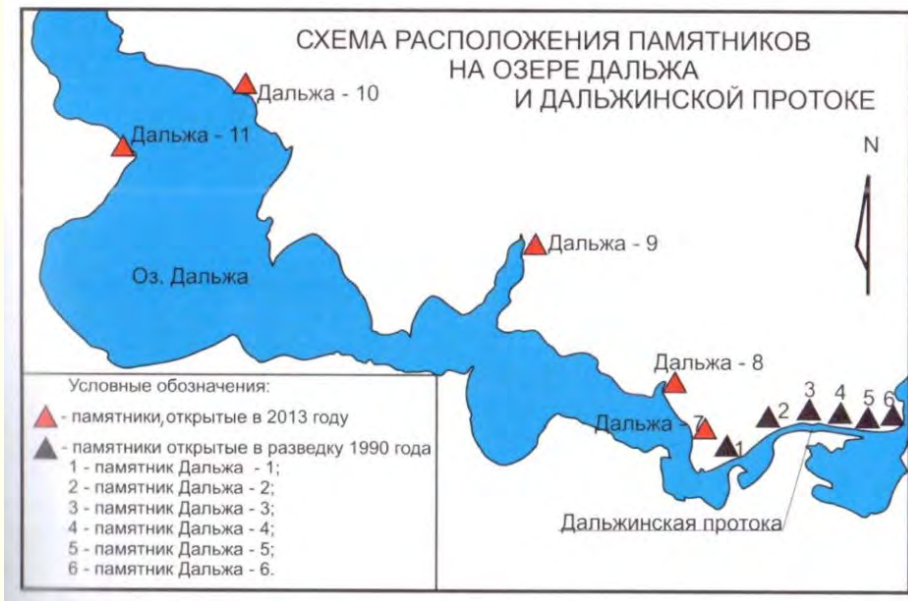 СХЕМА РАСПОЛОЖЕНИЯ ПАМЯТНИКОВ
НА ОЗЕРЕ ДАЛЬЖА
И ДАЛЬЖИНСКОЙ ПРОТОКЕ
Дальжа - 10
Дальжа - 11
N
Дальжа - 9
Оз. Дальжа
Дальжа - 8
Дальжа - 7
1
2
3
4
5
6
Дальжинская протока
Условные обозначения:
- памятники, открытые в 2013 году
- памятники открытые в разведку 1990 года
1 - памятник Дальжа - 1;
2 - памятник Дальжа - 2;
3 - памятник Дальжа - 3;
4 - памятник Дальжа - 4;
5 - памятник Дальжа - 5;
6 - памятник Дальжа - 6.